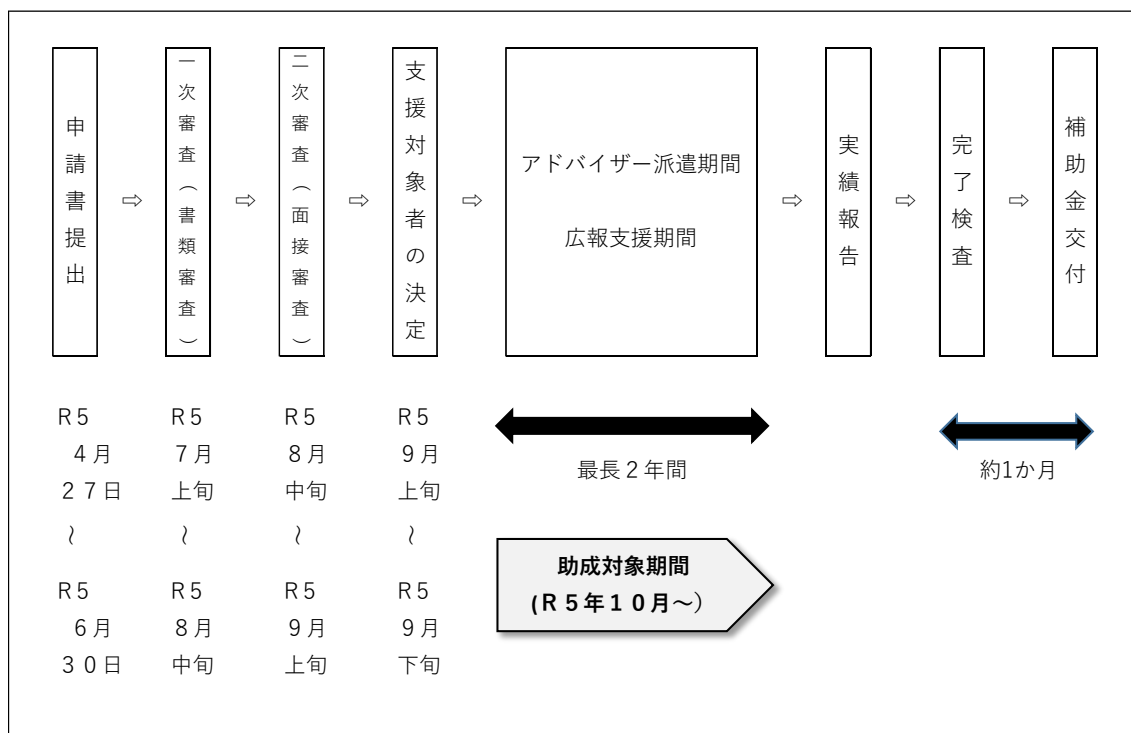 申請書提出
⇨
一次審査（書類審査）
⇨
二次審査（面接審査）
⇨
支援対象者の決定
⇨
アドバイザー派遣期間
広報支援期間
⇨
実績報告
⇨
完了検査
⇨
補助金交付
Ｒ５
４月
２７日
～
Ｒ５
６月
３０日
Ｒ５
７月
上旬
～
Ｒ５
８月
中旬
Ｒ５
８月
中旬
～
Ｒ５
９月
上旬
Ｒ５
９月
上旬
～
Ｒ５
９月
下旬
最長２年間
約1か月
助成対象期間
(Ｒ５年１０月～）